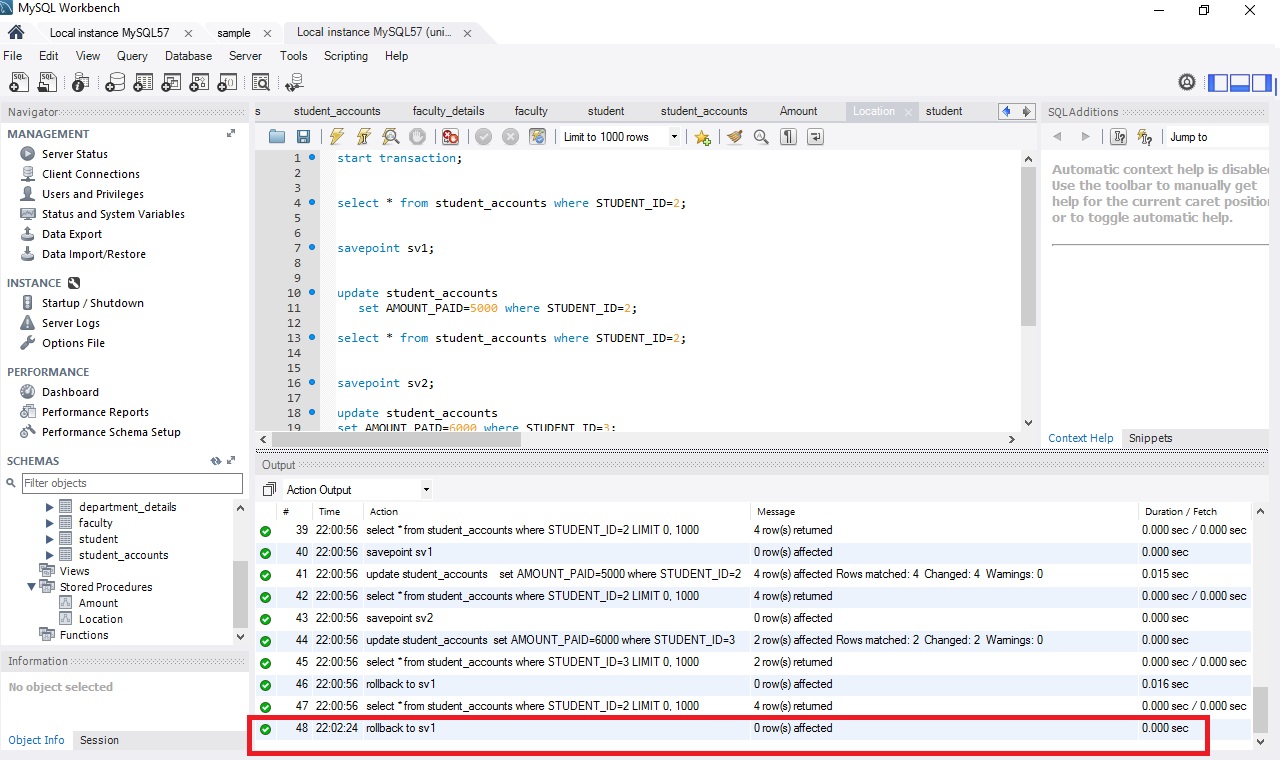 MySQL Workbench
Local instance MySQL57 × sample × Local instance MySQL57 (uni... ×
File Edit View Query Database Server Tools Scripting Help
Navigator
MANAGEMENT
Server Status
Client Connections
Users and Privileges
Status and System Variables
Data Export
Data Import/Restore
INSTANCE
Startup / Shutdown
Server Logs
Options File
PERFORMANCE
Dashboard
Performance Reports
Performance Schema Setup
SCHEMAS
Filter objects
department_details
faculty
student
student_accounts
Views
Stored Procedures
Amount
Location
Functions
Information
No object selected
Object Info Session
s student_accounts faculty_details faculty student student_accounts Amount Location × student
Limit to 1000 rows
1 start transaction;
2
3
4 select * from student_accounts where STUDENT_ID=2;
5
6
7 savepoint sv1;
8
9
10 update student_accounts
11 set AMOUNT_PAID=5000 where STUDENT_ID=2;
12
13 select * from student_accounts where STUDENT_ID=2;
14
15
16 savepoint sv2;
17
18 update student_accounts
19 set AMOUNT_PAID=6000 where STUDENT_ID=3;
SQLAdditions
Jump to
Automatic context help is disabled
Use the toolbar to manually get
help for the current caret position
or to toggle automatic help.
Context Help Snippets
Output
Action Output
# Time Action Message Duration / Fetch
39 22:00:56 select * from student_accounts where STUDENT_ID=2 LIMIT 0, 1000 4 row(s) returned 0.000 sec / 0.000 sec
40 22:00:56 savepoint sv1 0 row(s) affected 0.000 sec
41 22:00:56 update student_accounts set AMOUNT_PAID=5000 where STUDENT_ID=2 4 row(s) affected Rows matched: 4 Changed: 4 Warnings: 0 0.015 sec
42 22:00:56 select * from student_accounts where STUDENT_ID=2 LIMIT 0, 1000 4 row(s) returned 0.000 sec / 0.000 sec
43 22:00:56 savepoint sv2 0 row(s) affected 0.000 sec
44 22:00:56 update student_accounts set AMOUNT_PAID=6000 where STUDENT_ID=3 2 row(s) affected Rows matched: 2 Changed: 2 Warnings: 0 0.000 sec
45 22:00:56 select * from student_accounts where STUDENT_ID=3 LIMIT 0, 1000 2 row(s) returned 0.000 sec / 0.000 sec
46 22:00:56 rollback to sv1 0 row(s) affected 0.016 sec
47 22:00:56 select * from student_accounts where STUDENT_ID=2 LIMIT 0, 1000 4 row(s) returned 0.000 sec / 0.000 sec
48 22:02:24 rollback to sv1 0 row(s) affected 0.000 sec